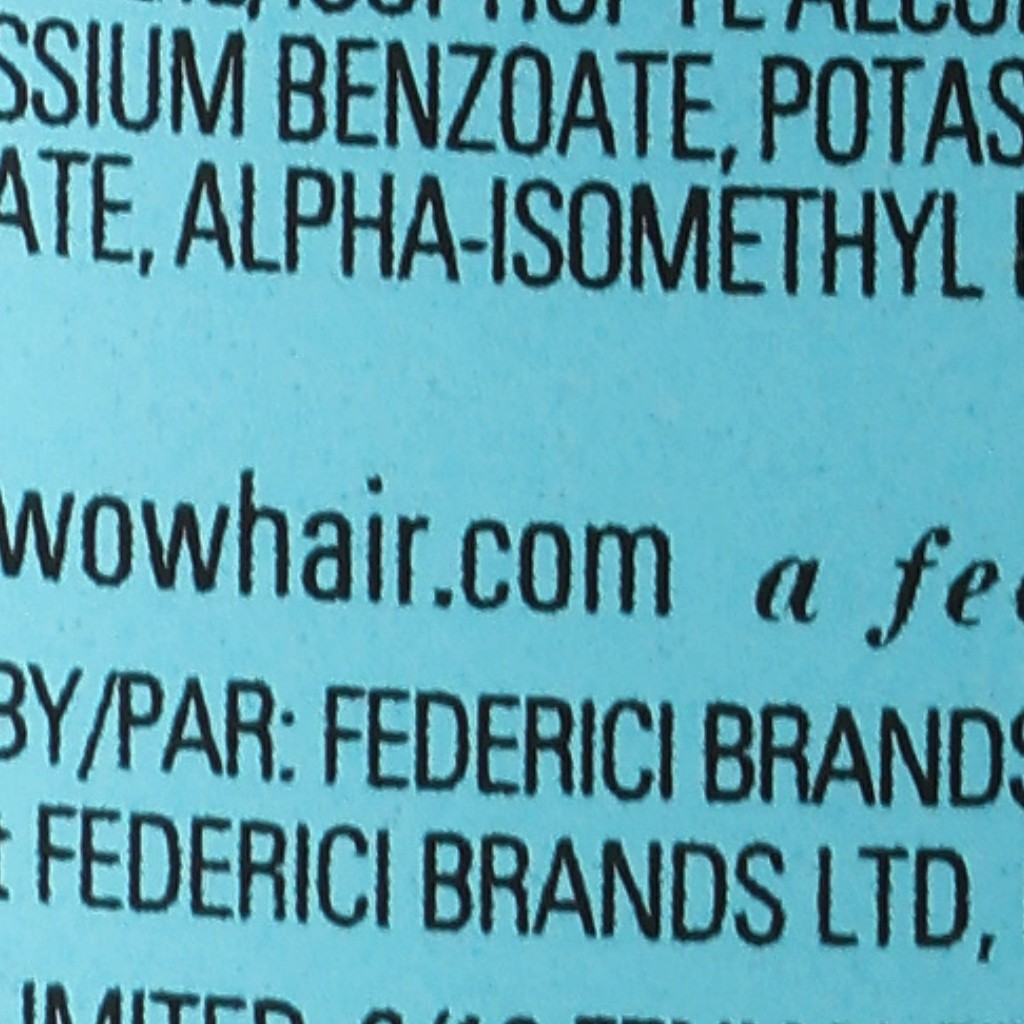 SSIUM BENZOATE, POTAS
ATE, ALPHA-ISOMETHYL
wowhair.com a fe
BY/PAR: FEDERICI BRANDS
: FEDERICI BRANDS LTD,